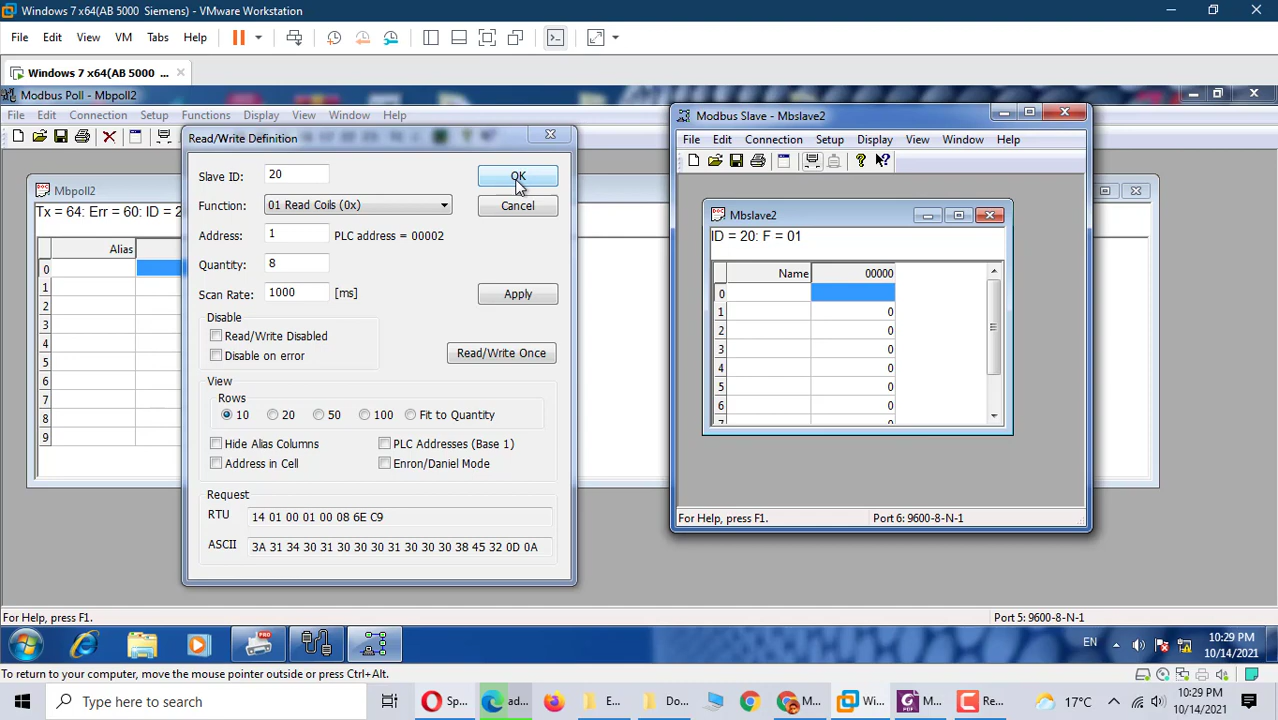 Windows 7 x64(AB 5000 Siemens) - VMware Workstation
File Edit View VM Tabs Help
Windows 7 x64(AB 5000 ...
Modbus Poll - Mbpoll2
File Edit Connection Setup Functions Display View Window Help
Mbpoll2
Tx = 64: Err = 60: ID = 2
Alias
0
1
2
3
4
5
6
7
8
9
Read/Write Definition
Slave ID: 20 OK
Function: 01 Read Coils (0x) Cancel
Address: 1 PLC address = 00002
Quantity: 8
Scan Rate: 1000 [ms] Apply
Disable
Read/Write Disabled
Disable on error
Read/Write Once
View
Rows
10 20 50 100 Fit to Quantity
Hide Alias Columns PLC Addresses (Base 1)
Address in Cell Enron/Daniel Mode
Request
RTU 14 01 00 01 00 08 6E C9
ASCII 3A 31 34 30 31 30 30 30 31 30 30 30 38 45 32 0D 0A
Modbus Slave - Mbslave2
File Edit Connection Setup Display View Window Help
Mbslave2
ID = 20: F = 01
Name 00000
0
1 0
2 0
3 0
4 0
5 0
6 0
7 0
For Help, press F1. Port 6: 9600-8-N-1
For Help, press F1. Port 5: 9600-8-N-1
EN 10:29 PM
10/14/2021
To return to your computer, move the mouse pointer outside or press Ctrl+Alt.
Type here to search Sp... ad... E... Do... M... Wi... M... Re... 17°C 10:29 PM
10/14/2021